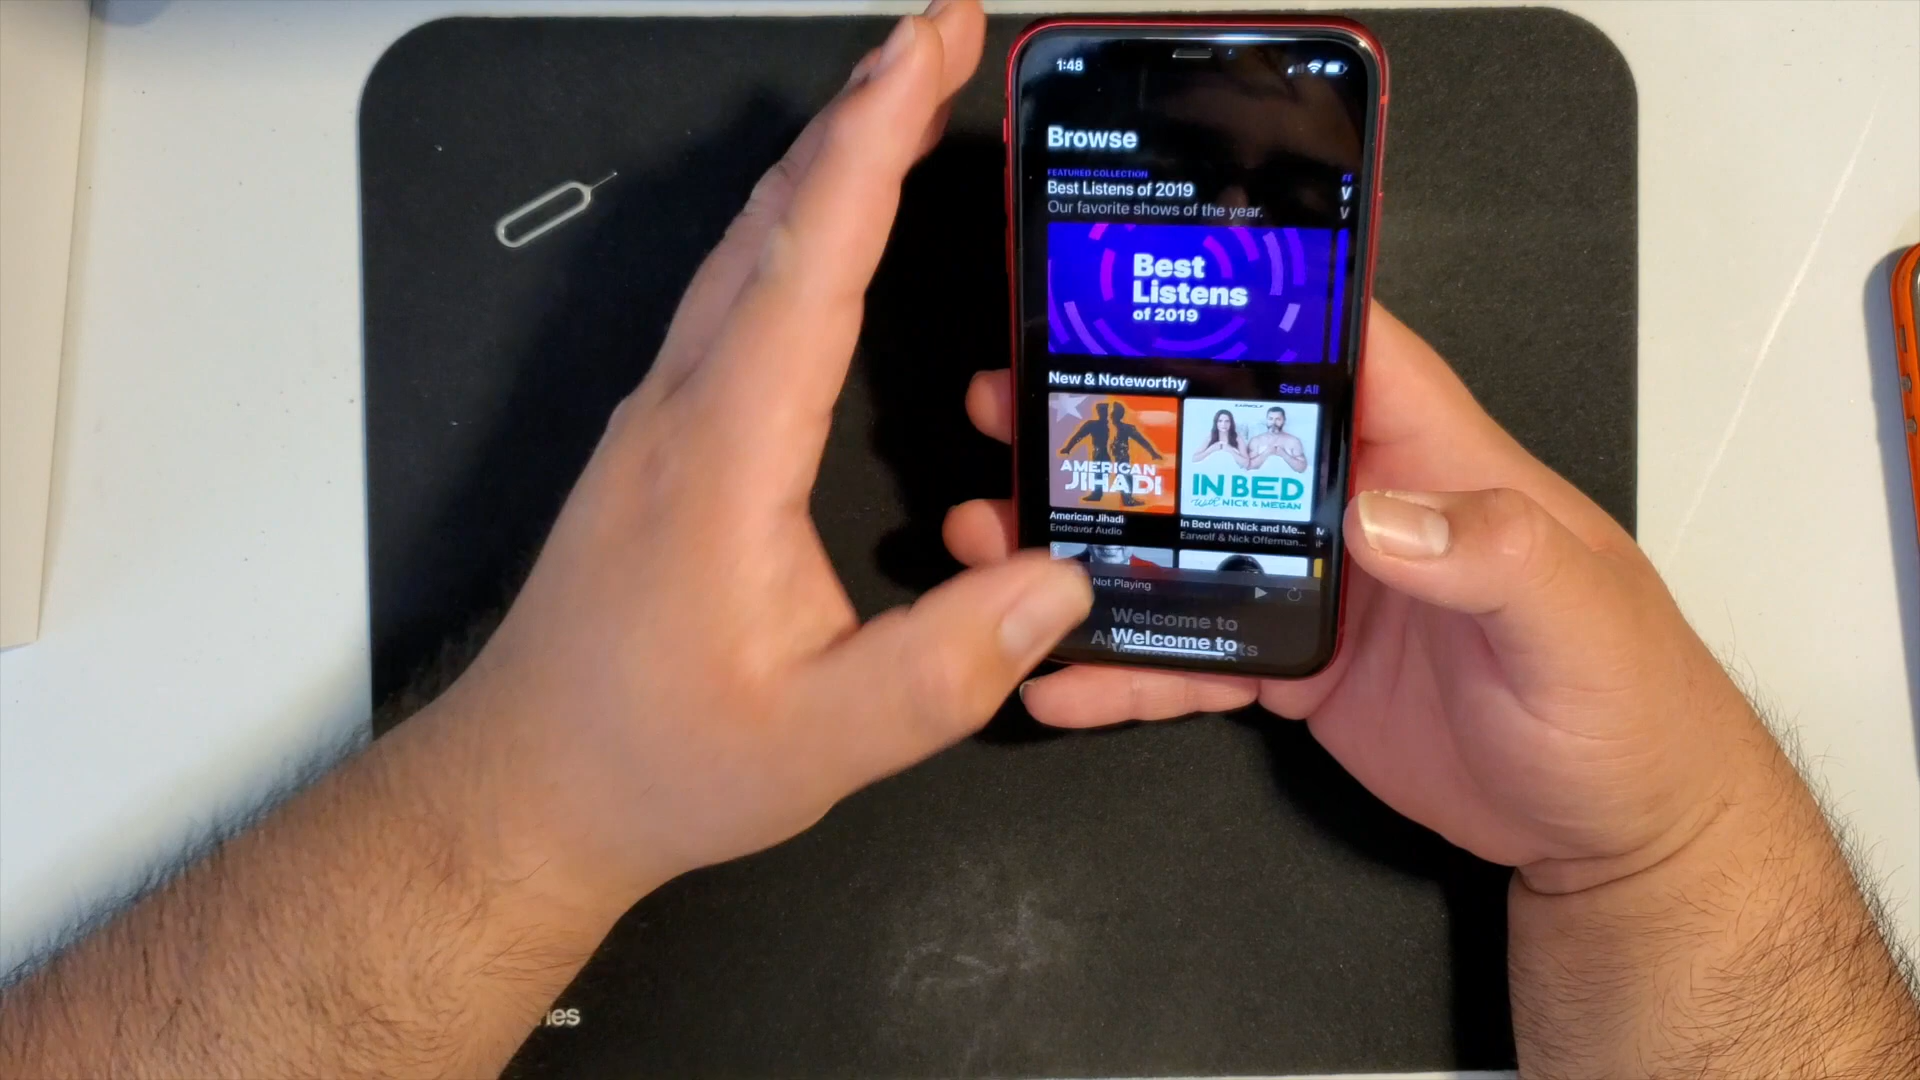 1:48
Browse
FEATURED COLLECTION
Best Listens of 2019
Our favorite shows of the year.
V
V
Best
Listens
of 2019
New & Noteworthy
See All
AMERICAN
JIHADI
EARWOLF
IN BED
with NICK & MEGAN
American Jihadi
Endeavor Audio
In Bed with Nick and Me...
Earwolf & Nick Offerman...
M
Not Playing
Welcome to
Welcome to